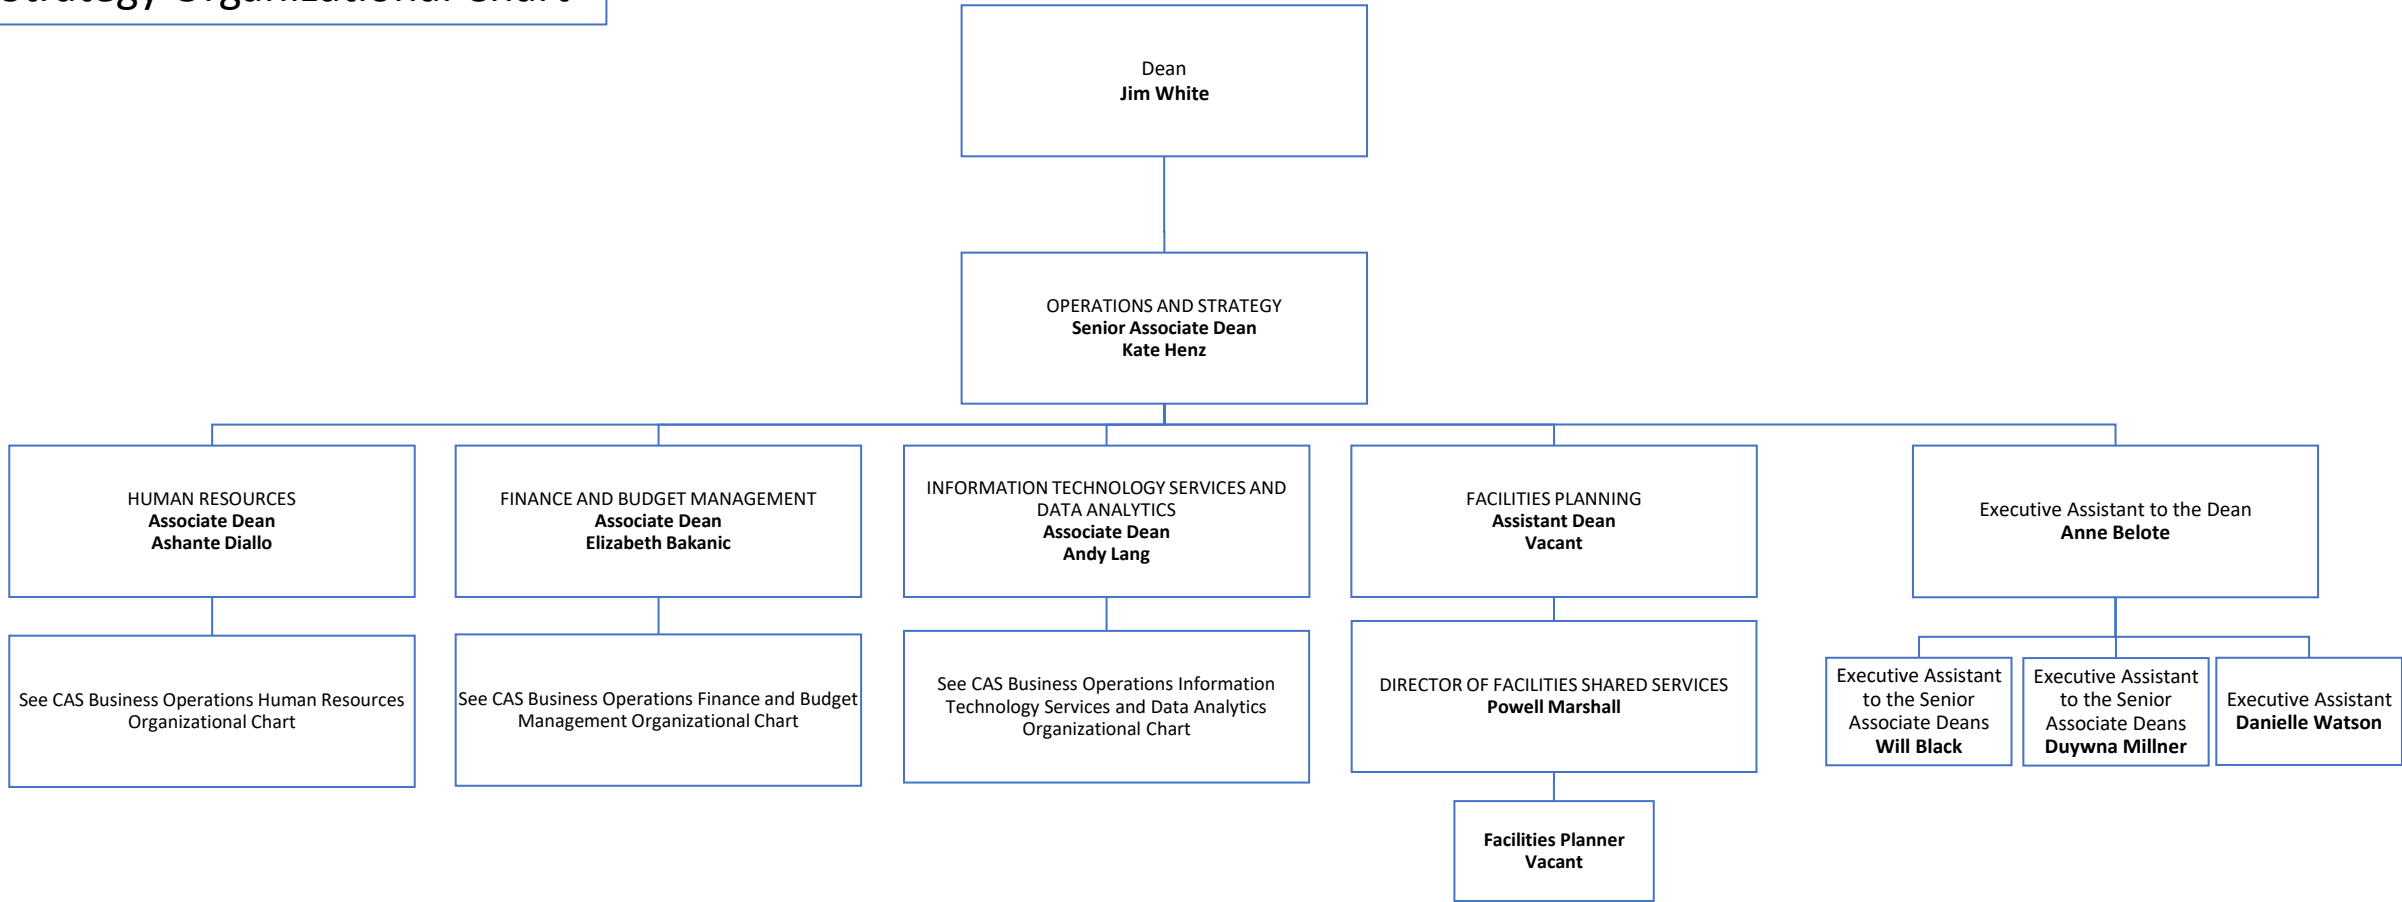 Strategy Organizational Chart
Dean
Jim White
OPERATIONS AND STRATEGY
Senior Associate Dean
Kate Henz
HUMAN RESOURCES
Associate Dean
Ashante Diallo
FINANCE AND BUDGET MANAGEMENT
Associate Dean
Elizabeth Bakanic
INFORMATION TECHNOLOGY SERVICES AND
DATA ANALYTICS
Associate Dean
Andy Lang
FACILITIES PLANNING
Assistant Dean
Vacant
Executive Assistant to the Dean
Anne Belote
See CAS Business Operations Human Resources
Organizational Chart
See CAS Business Operations Finance and Budget
Management Organizational Chart
See CAS Business Operations Information
Technology Services and Data Analytics
Organizational Chart
DIRECTOR OF FACILITIES SHARED SERVICES
Powell Marshall
Executive Assistant
to the Senior
Associate Deans
Will Black
Executive Assistant
to the Senior
Associate Deans
Duywna Millner
Executive Assistant
Danielle Watson
Facilities Planner
Vacant